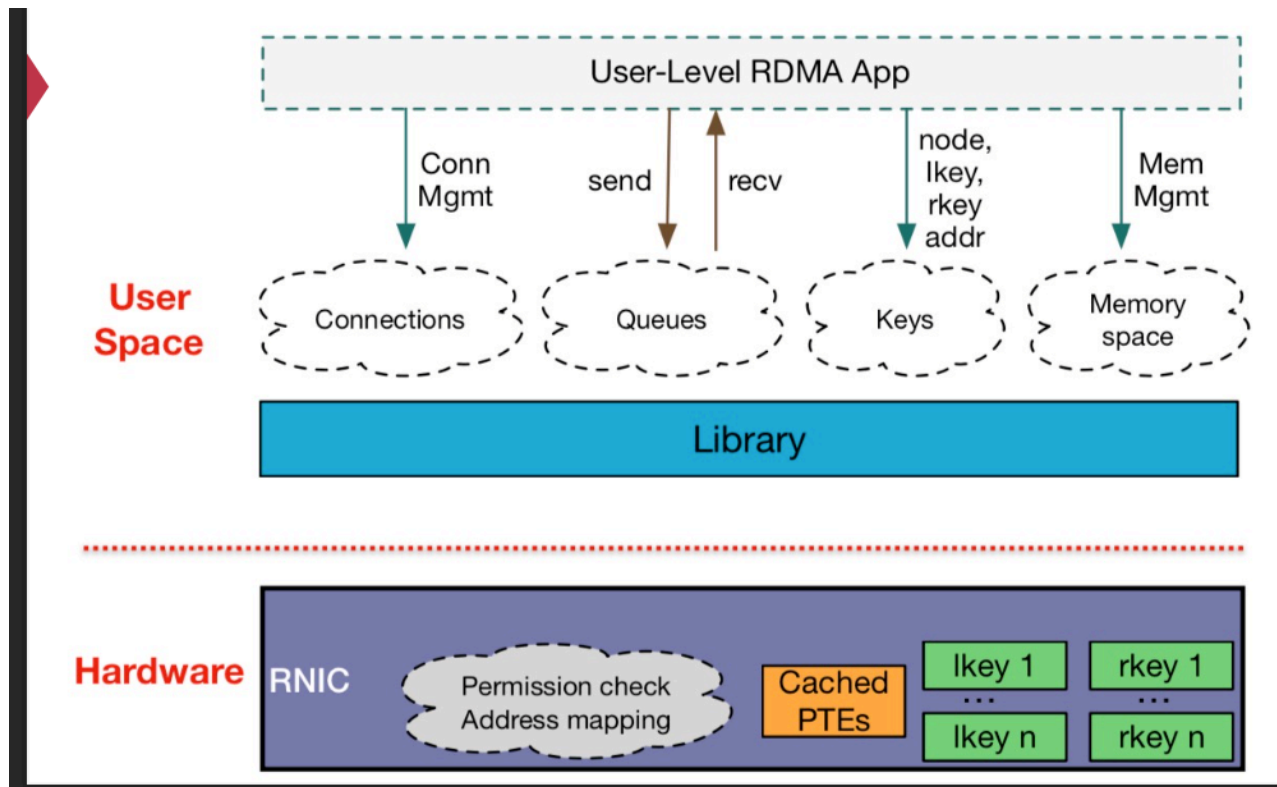 User-Level RDMA App
Conn
Mgmt
send
recv
node,
lkey,
rkey
addr
Mem
Mgmt
User
Space
Connections
Queues
Keys
Memory
space
Library
Hardware
RNIC
Permission check
Address mapping
Cached
PTEs
lkey 1
...
lkey n
rkey 1
...
rkey n